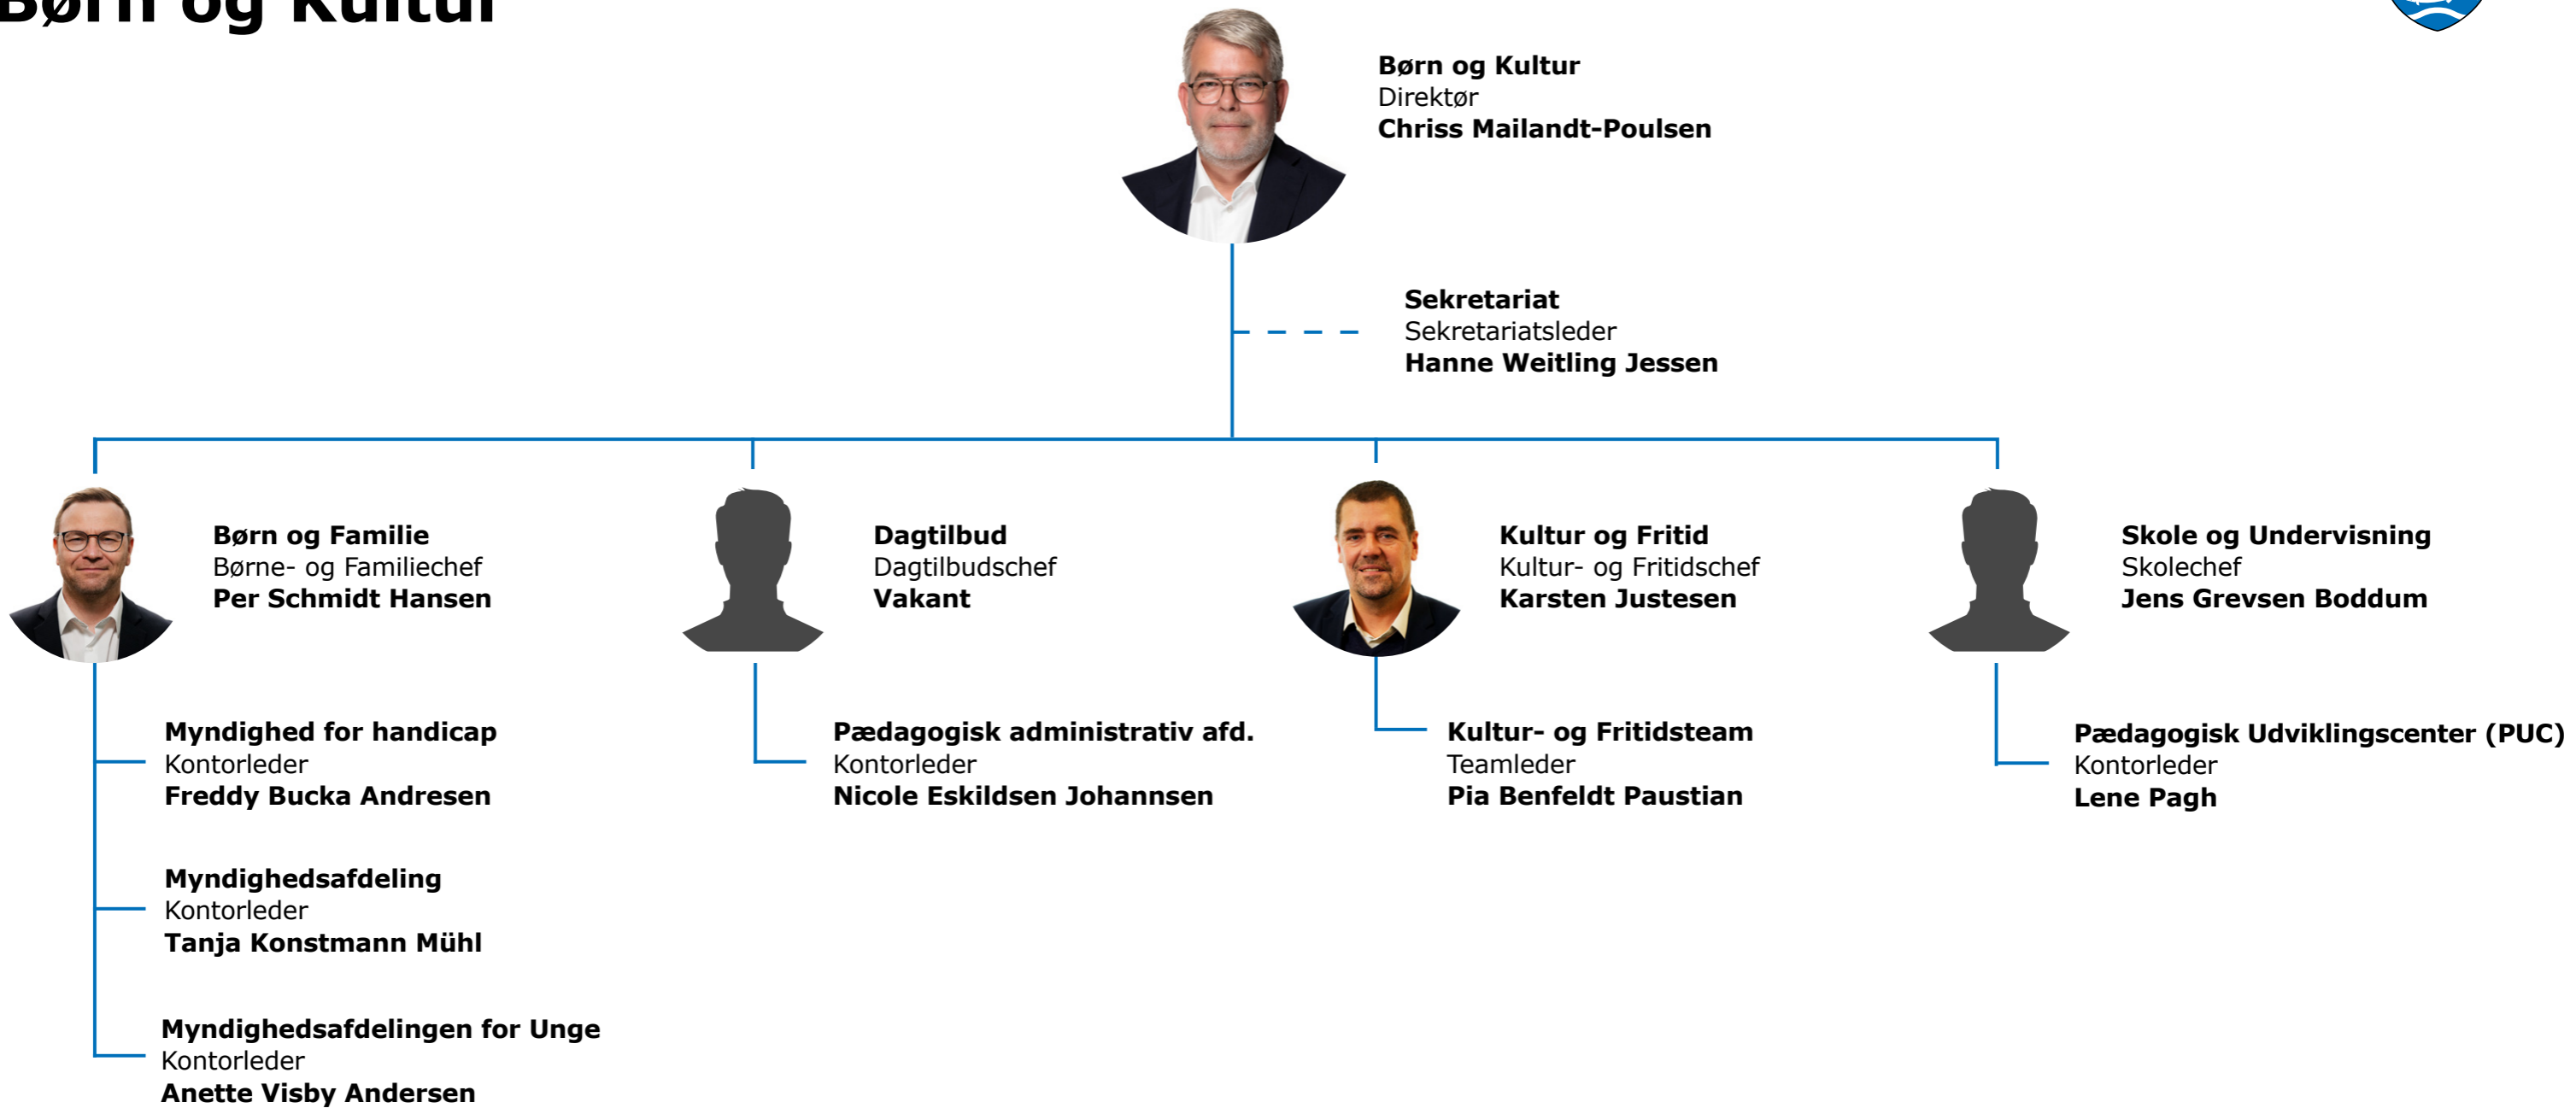 Børn og Kultur
Børn og Kultur
Direktør
Chriss Mailandt-Poulsen
Sekretariat
Sekretariatsleder
Hanne Weitling Jessen
Børn og Familie
Børne- og Familiechef
Per Schmidt Hansen
Dagtilbud
Dagtilbudschef
Vakant
Kultur og Fritid
Kultur- og Fritidschef
Karsten Justesen
Skole og Undervisning
Skolechef
Jens Grevsen Boddum
Myndighed for handicap
Kontorleder
Freddy Bucka Andresen
Pædagogisk administrativ afd.
Kontorleder
Nicole Eskildsen Johannsen
Kultur- og Fritidsteam
Teamleder
Pia Benfeldt Paustian
Pædagogisk Udviklingscenter (PUC)
Kontorleder
Lene Pagh
Myndighedsafdeling
Kontorleder
Tanja Konstmann Mühl
Myndighedsafdelingen for Unge
Kontorleder
Anette Visby Andersen